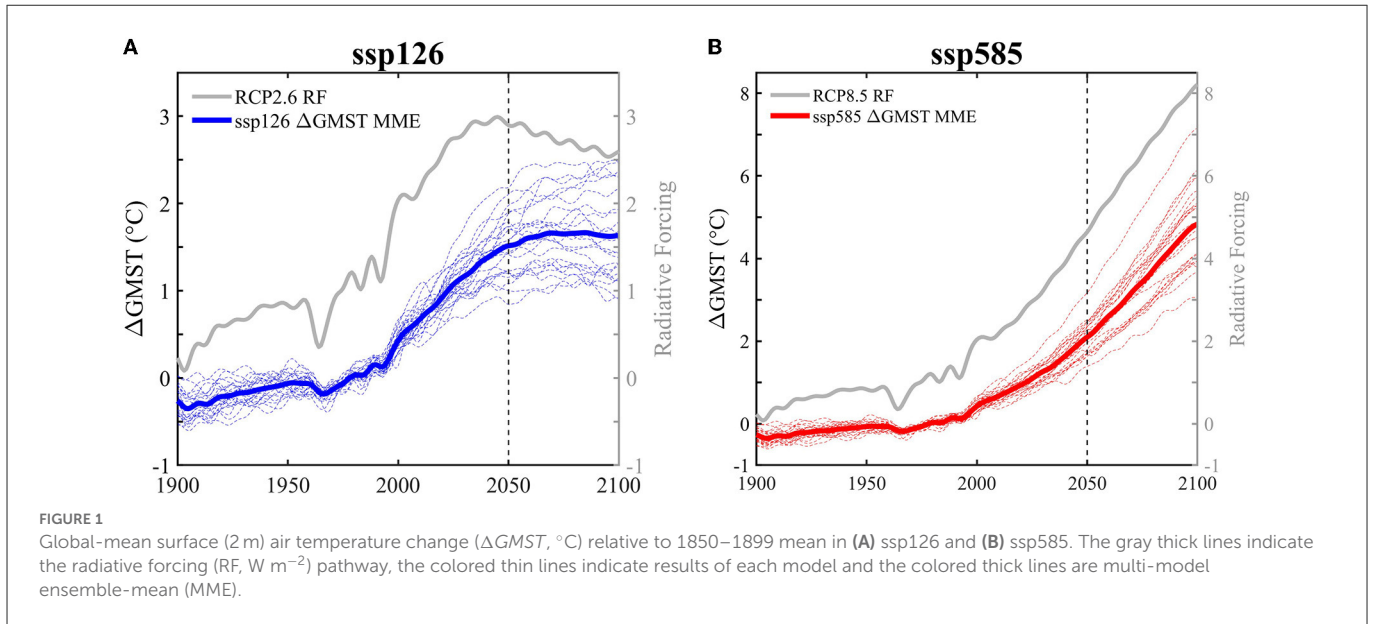 A
ssp126
RCP2.6 RF
ssp126 ΔGMST MME
3
2
1
0
-1
ΔGMST (°C)
3
2
1
0
-1
Radiative Forcing
1900 1950 2000 2050 2100
B
ssp585
RCP8.5 RF
ssp585 ΔGMST MME
8
6
4
2
0
-1
ΔGMST (°C)
8
6
4
2
0
-1
Radiative Forcing
1900 1950 2000 2050 2100
FIGURE 1
Global-mean surface (2 m) air temperature change (ΔGMST, °C) relative to 1850–1899 mean in (A) ssp126 and (B) ssp585. The gray thick lines indicate
the radiative forcing (RF, W m−2) pathway, the colored thin lines indicate results of each model and the colored thick lines are multi-model
ensemble-mean (MME).